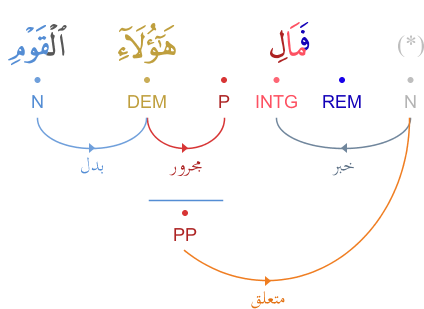 (*) فَمَالِ هَٰٓؤُلَآءِ ٱلْقَوْمِ
N REM INTG P DEM N
خبر مجرور بدل
PP
متعلق